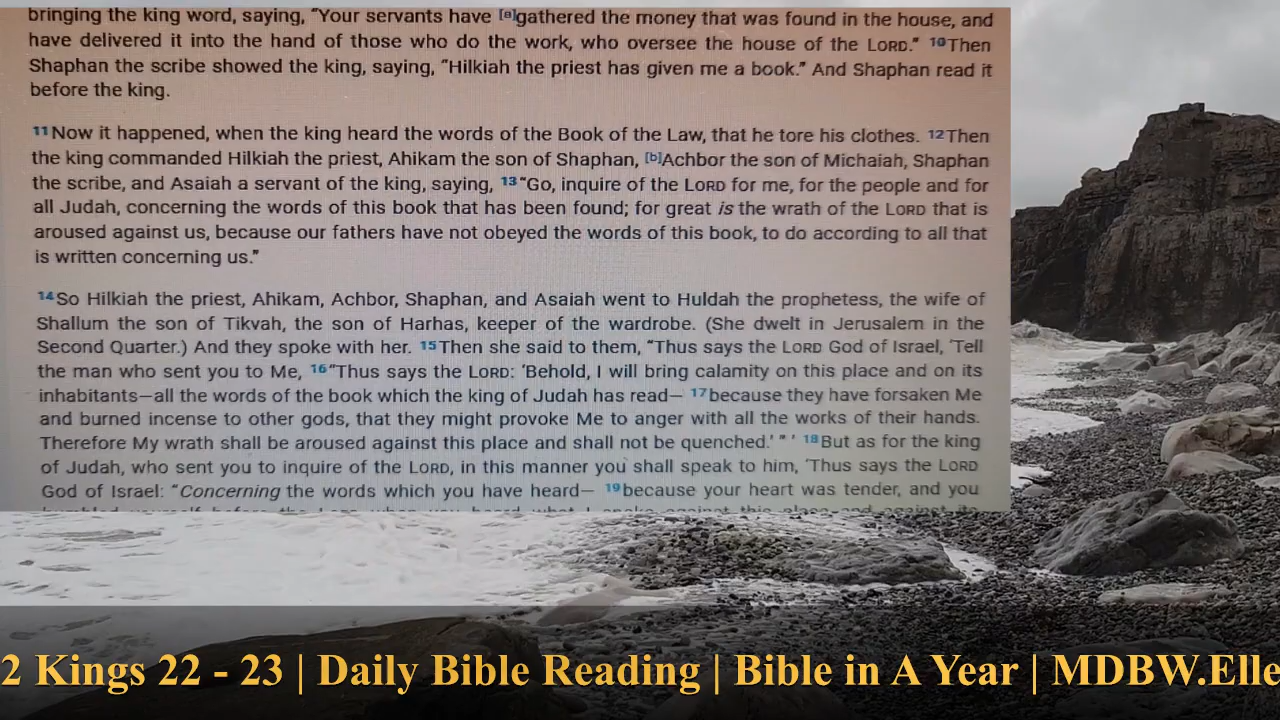 bringing the king word, saying, “Your servants have [a]gathered the money that was found in the house, and
have delivered it into the hand of those who do the work, who oversee the house of the LORD.” 10Then
Shaphan the scribe showed the king, saying, “Hilkiah the priest has given me a book.” And Shaphan read it
before the king.
11Now it happened, when the king heard the words of the Book of the Law, that he tore his clothes. 12Then
the king commanded Hilkiah the priest, Ahikam the son of Shaphan, [b]Achbor the son of Michaiah, Shaphan
the scribe, and Asaiah a servant of the king, saying, 13“Go, inquire of the LORD for me, for the people and for
all Judah, concerning the words of this book that has been found; for great is the wrath of the LORD that is
aroused against us, because our fathers have not obeyed the words of this book, to do according to all that
is written concerning us.”
14So Hilkiah the priest, Ahikam, Achbor, Shaphan, and Asaiah went to Huldah the prophetess, the wife of
Shallum the son of Tikvah, the son of Harhas, keeper of the wardrobe. (She dwelt in Jerusalem in the
Second Quarter.) And they spoke with her. 15Then she said to them, “Thus says the LORD God of Israel, ‘Tell
the man who sent you to Me, 16“Thus says the LORD: ‘Behold, I will bring calamity on this place and on its
inhabitants—all the words of the book which the king of Judah has read— 17because they have forsaken Me
and burned incense to other gods, that they might provoke Me to anger with all the works of their hands.
Therefore My wrath shall be aroused against this place and shall not be quenched.’ ” ’ 18But as for the king
of Judah, who sent you to inquire of the LORD, in this manner you shall speak to him, ‘Thus says the LORD
God of Israel: “Concerning the words which you have heard— 19because your heart was tender, and you
2 Kings 22 - 23 | Daily Bible Reading | Bible in A Year | MDBW.Elle